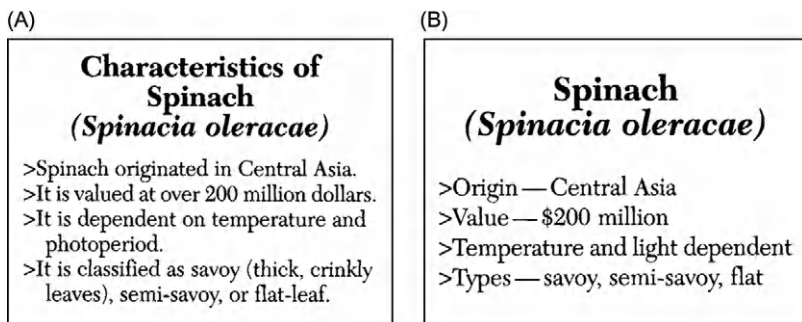 (A)
Characteristics of
Spinach
(Spinacia oleracae)
>Spinach originated in Central Asia.
>It is valued at over 200 million dollars.
>It is dependent on temperature and
photoperiod.
>It is classified as savoy (thick, crinkly
leaves), semi-savoy, or flat-leaf.
(B)
Spinach
(Spinacia oleracae)
>Origin — Central Asia
>Value — $200 million
>Temperature and light dependent
>Types — savoy, semi-savoy, flat